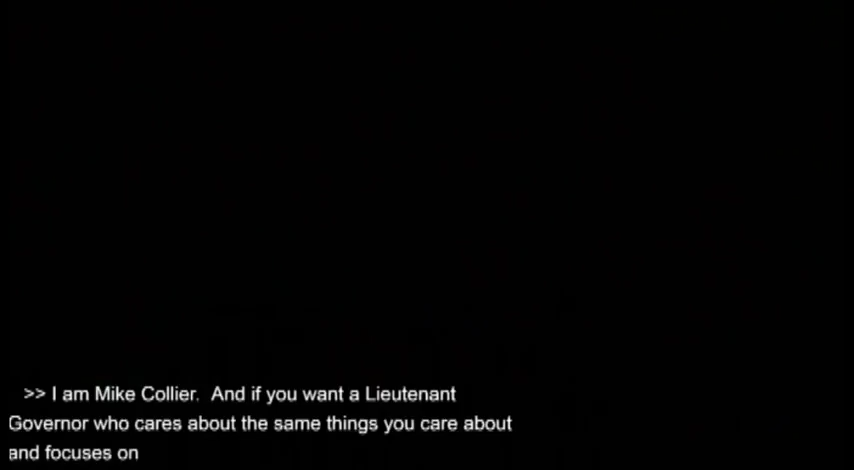 >> I am Mike Collier.  And if you want a Lieutenant
Governor who cares about the same things you care about
and focuses on